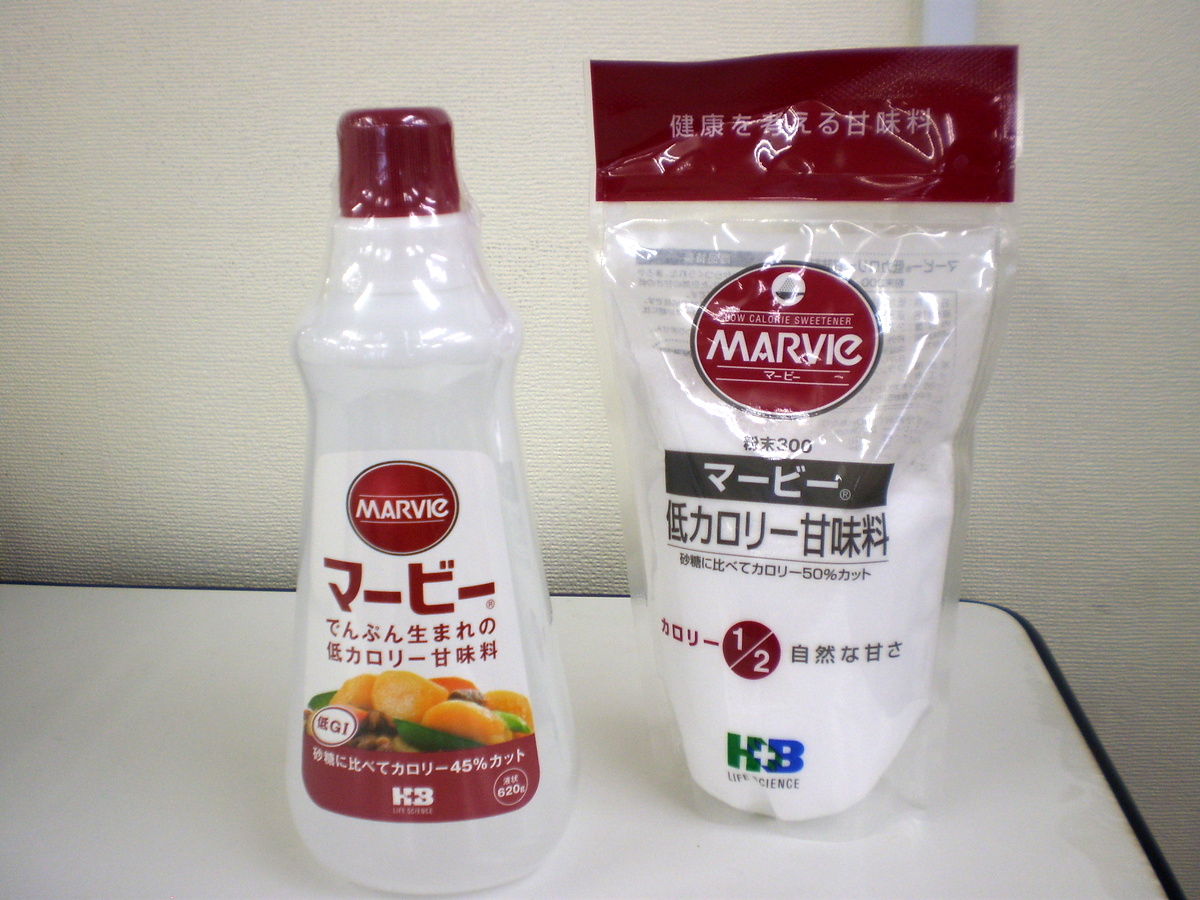 MARVIe
マービー®
でんぷん生まれの
低カロリー甘味料
低GI
砂糖に比べてカロリー45%カット
H+B
LIFE SCIENCE
液状
620g
健康を考える甘味料
LOW CALORIE SWEETENER
MARVIe
マービー
粉末300
マービー®
低カロリー甘味料
砂糖に比べてカロリー50%カット
カロリー1/2 自然な甘さ
H+B
LIFE SCIENCE